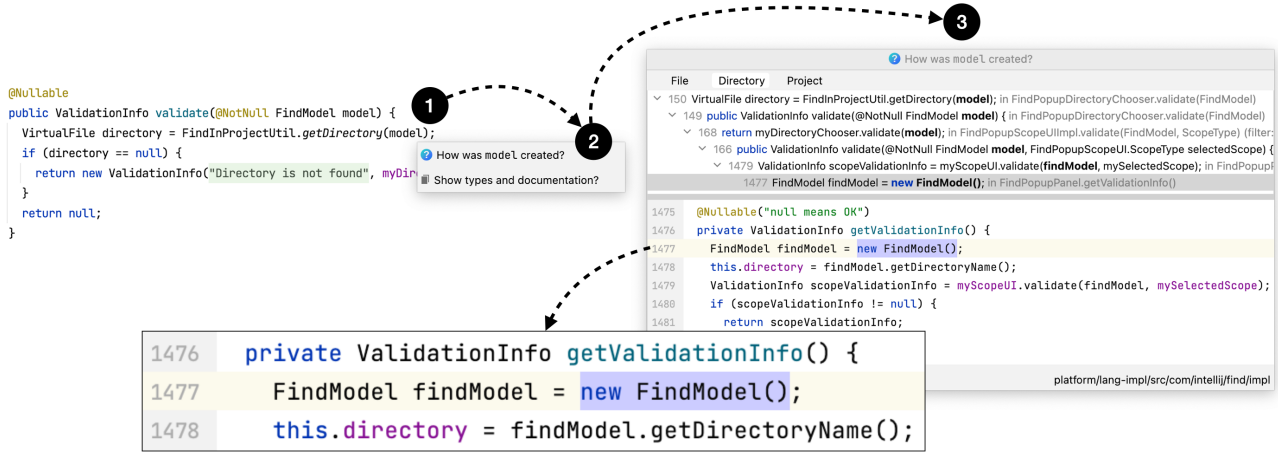 @Nullable
public ValidationInfo validate(@NotNull FindModel model) {
VirtualFile directory = FindInProjectUtil.getDirectory(model);
if (directory == null) {
return new ValidationInfo("Directory is not found", myDir
}
return null;
}
1
2
How was model created?
Show types and documentation?
3
How was model created?
File Directory Project
150 VirtualFile directory = FindInProjectUtil.getDirectory(model); in FindPopupDirectoryChooser.validate(FindModel)
149 public ValidationInfo validate(@NotNull FindModel model) { in FindPopupDirectoryChooser.validate(FindModel)
168 return myDirectoryChooser.validate(model); in FindPopupScopeUIImpl.validate(FindModel, ScopeType) (filter:
166 public ValidationInfo validate(@NotNull FindModel model, FindPopupScopeUI.ScopeType selectedScope) {
1479 ValidationInfo scopeValidationInfo = myScopeUI.validate(findModel, mySelectedScope); in FindPopupP
1477 FindModel findModel = new FindModel(); in FindPopupPanel.getValidationInfo()
1475 @Nullable("null means OK")
1476 private ValidationInfo getValidationInfo() {
1477 FindModel findModel = new FindModel();
1478 this.directory = findModel.getDirectoryName();
1479 ValidationInfo scopeValidationInfo = myScopeUI.validate(findModel, mySelectedScope);
1480 if (scopeValidationInfo != null) {
1481 return scopeValidationInfo;
platform/lang-impl/src/com/intellij/find/impl
1476 private ValidationInfo getValidationInfo() {
1477 FindModel findModel = new FindModel();
1478 this.directory = findModel.getDirectoryName();